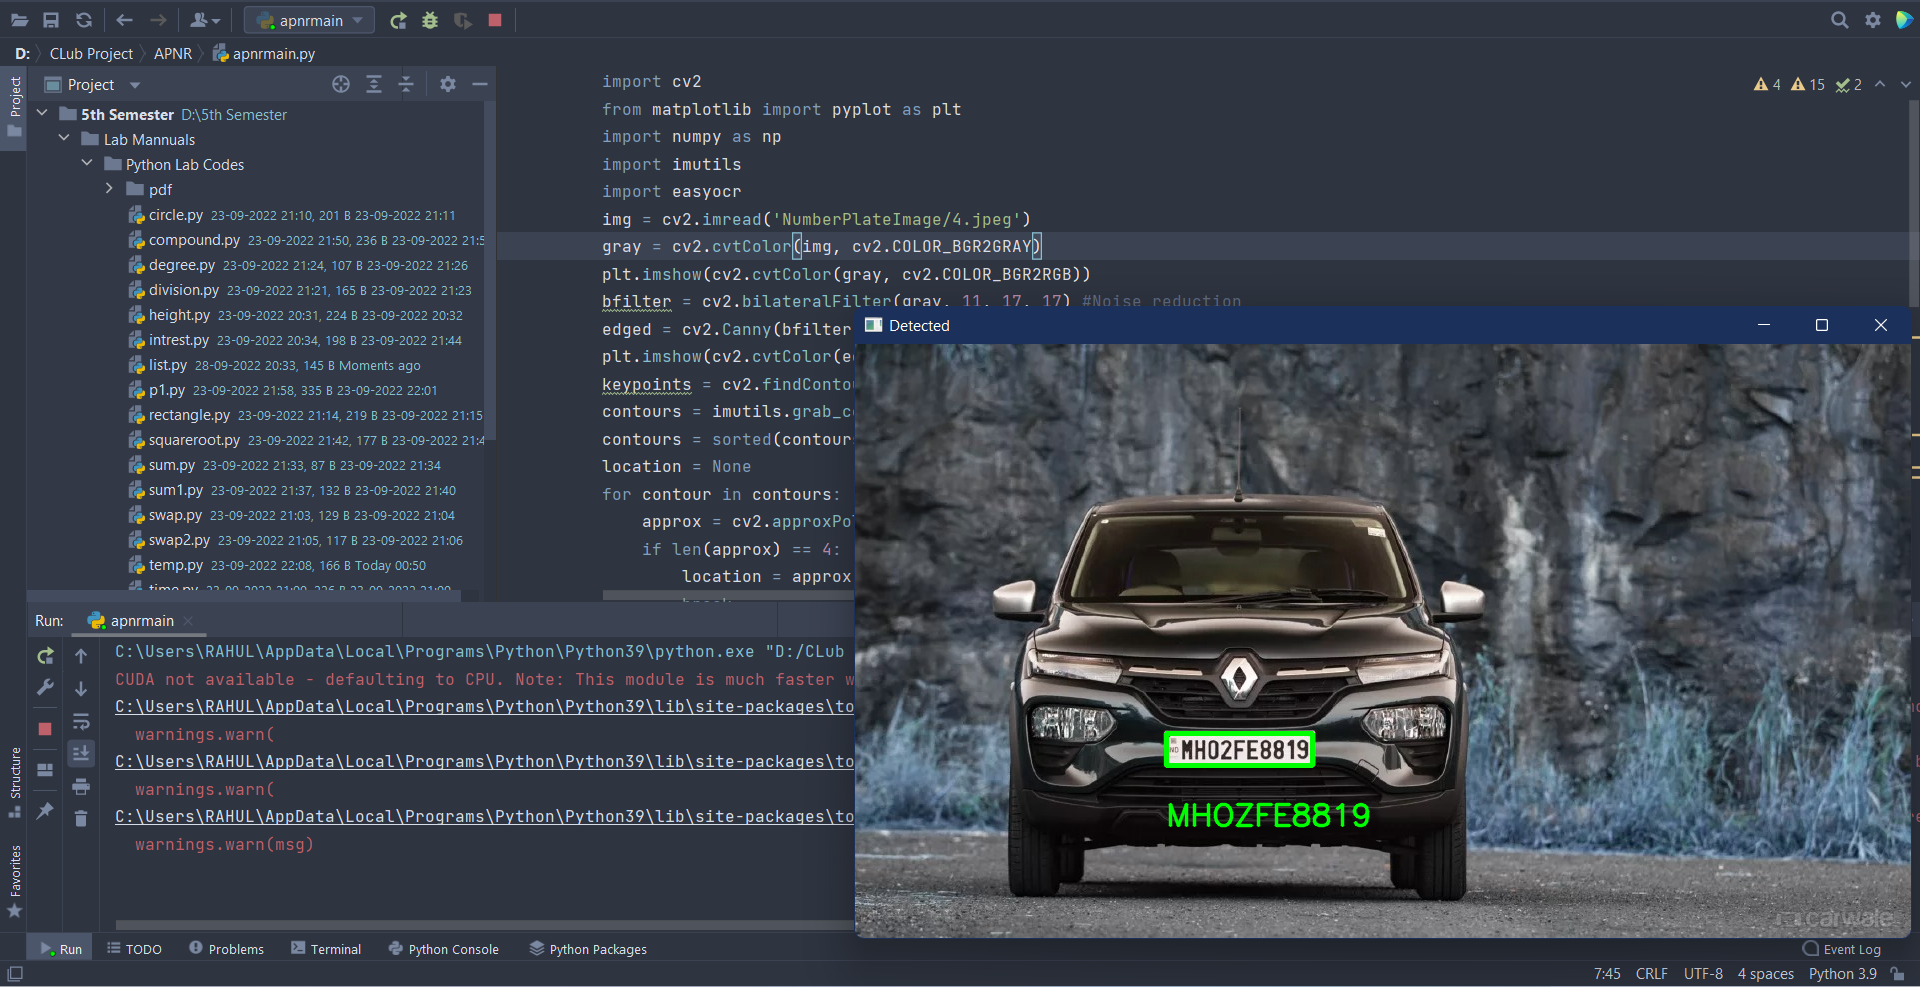 apnrmain
D: CLub Project APNR apnrmain.py
Project
Project
5th Semester D:\5th Semester
Lab Mannuals
Python Lab Codes
pdf
circle.py 23-09-2022 21:10, 201 B 23-09-2022 21:11
compound.py 23-09-2022 21:50, 236 B 23-09-2022 21:5
degree.py 23-09-2022 21:24, 107 B 23-09-2022 21:26
division.py 23-09-2022 21:21, 165 B 23-09-2022 21:23
height.py 23-09-2022 20:31, 224 B 23-09-2022 20:32
intrest.py 23-09-2022 20:34, 198 B 23-09-2022 21:44
list.py 28-09-2022 20:33, 145 B Moments ago
p1.py 23-09-2022 21:58, 335 B 23-09-2022 22:01
rectangle.py 23-09-2022 21:14, 219 B 23-09-2022 21:15
squareroot.py 23-09-2022 21:42, 177 B 23-09-2022 21:4
sum.py 23-09-2022 21:33, 87 B 23-09-2022 21:34
sum1.py 23-09-2022 21:37, 132 B 23-09-2022 21:40
swap.py 23-09-2022 21:03, 129 B 23-09-2022 21:04
swap2.py 23-09-2022 21:05, 117 B 23-09-2022 21:06
temp.py 23-09-2022 22:08, 166 B Today 00:50
4 15 2
import cv2
from matplotlib import pyplot as plt
import numpy as np
import imutils
import easyocr
img = cv2.imread('NumberPlateImage/4.jpeg')
gray = cv2.cvtColor(img, cv2.COLOR_BGR2GRAY)
plt.imshow(cv2.cvtColor(gray, cv2.COLOR_BGR2RGB))
bfilter = cv2.bilateralFilter(gray, 11, 17, 17) #Noise reduction
edged = cv2.Canny(bfilter
plt.imshow(cv2.cvtColor(e
keypoints = cv2.findConto
contours = imutils.grab_c
contours = sorted(contour
location = None
for contour in contours:
approx = cv2.approxPo
if len(approx) == 4:
location = approx
Detected
MH02FE8819
MHOZFE8819
carwale
Run: apnrmain
C:\Users\RAHUL\AppData\Local\Programs\Python\Python39\python.exe "D:/CLub
CUDA not available - defaulting to CPU. Note: This module is much faster w
C:\Users\RAHUL\AppData\Local\Programs\Python\Python39\lib\site-packages\to
warnings.warn(
C:\Users\RAHUL\AppData\Local\Programs\Python\Python39\lib\site-packages\to
warnings.warn(
C:\Users\RAHUL\AppData\Local\Programs\Python\Python39\lib\site-packages\to
warnings.warn(msg)
Structure
Favorites
Run TODO Problems Terminal Python Console Python Packages Event Log
7:45 CRLF UTF-8 4 spaces Python 3.9